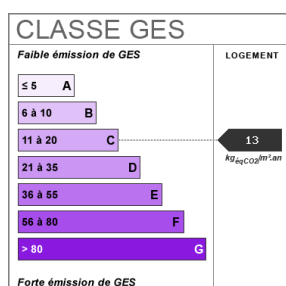 CLASSE GES
Faible émission de GES
LOGEMENT
≤ 5 A
6 à 10 B
11 à 20 C
13
kgéqCO2/m².an
21 à 35 D
36 à 55 E
56 à 80 F
> 80 G
Forte émission de GES